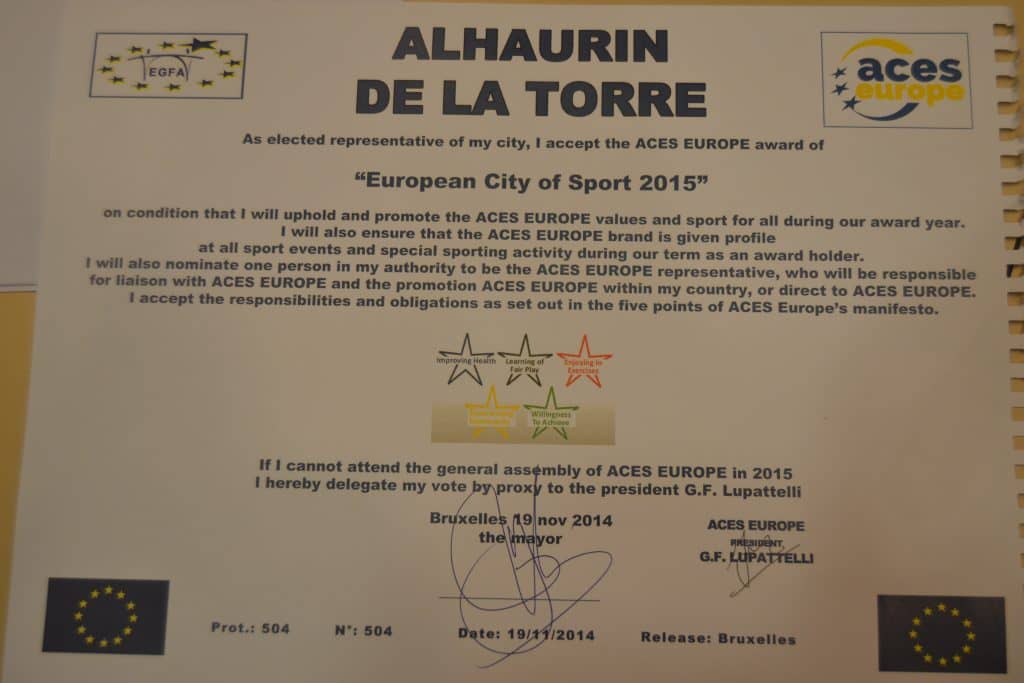 EGFA
ALHAURIN
DE LA TORRE
aces
europe
As elected representative of my city, I accept the ACES EUROPE award of
“European City of Sport 2015”
on condition that I will uphold and promote the ACES EUROPE values and sport for all during our award year.
I will also ensure that the ACES EUROPE brand is given profile
at all sport events and special sporting activity during our term as an award holder.
I will also nominate one person in my authority to be the ACES EUROPE representative, who will be responsible
for liaison with ACES EUROPE and the promotion ACES EUROPE within my country, or direct to ACES EUROPE.
I accept the responsibilities and obligations as set out in the five points of ACES Europe’s manifesto.
Improving Health
Learning of
Fair Play
Enjoying in
Exercises
Willingness
To Achieve
If I cannot attend the general assembly of ACES EUROPE in 2015
I hereby delegate my vote by proxy to the president G.F. Lupattelli
Bruxelles 19 nov 2014
the mayor
ACES EUROPE
PRESIDENT
G.F. LUPATTELLI
Prot.: 504
N°: 504
Date: 19/11/2014
Release: Bruxelles